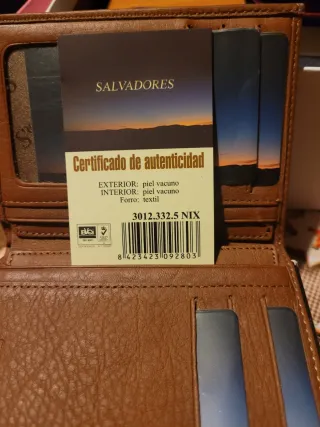 SALVADORES
Certificado de autenticidad
EXTERIOR: piel vacuno
INTERIOR: piel vacuno
Forro: textil
3012.332.5 NIX
8 423423 092803